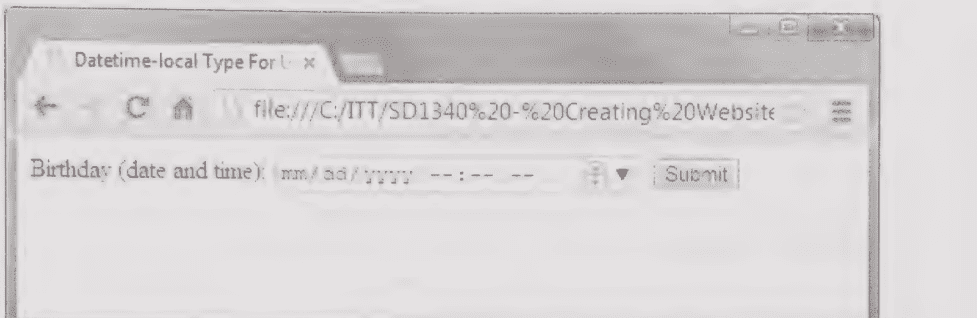 Datetime-local Type For
file:///C:/ITT/SD1340%20-%20Creating%20Website
Birthday (date and time): mm/dd/yyyy --:-- --
Submit